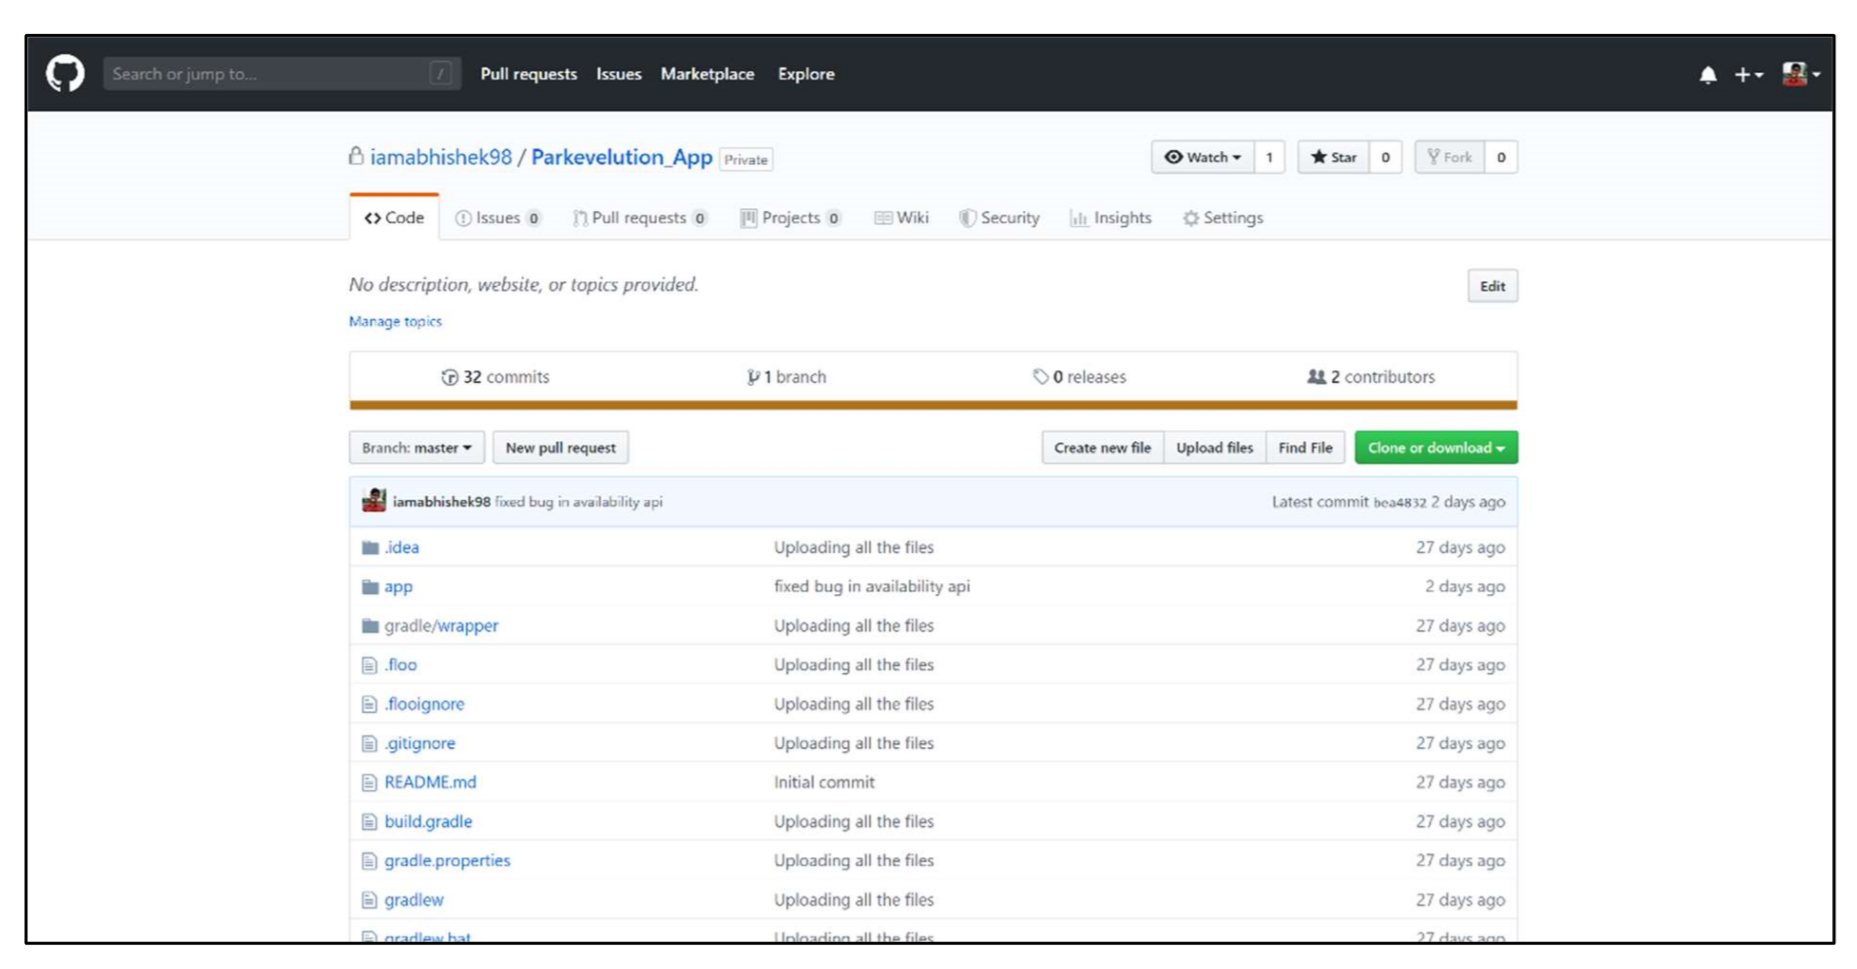 Search or jump to... / Pull requests Issues Marketplace Explore
iamabhishek98 / Parkevelution_App Private Watch 1 Star 0 Fork 0
Code Issues 0 Pull requests 0 Projects 0 Wiki Security Insights Settings
No description, website, or topics provided. Edit
Manage topics
32 commits 1 branch 0 releases 2 contributors
Branch: master New pull request Create new file Upload files Find File Clone or download
iamabhishek98 fixed bug in availability api Latest commit bea4832 2 days ago
.idea Uploading all the files 27 days ago
app fixed bug in availability api 2 days ago
gradle/wrapper Uploading all the files 27 days ago
.floo Uploading all the files 27 days ago
.flooignore Uploading all the files 27 days ago
.gitignore Uploading all the files 27 days ago
README.md Initial commit 27 days ago
build.gradle Uploading all the files 27 days ago
gradle.properties Uploading all the files 27 days ago
gradlew Uploading all the files 27 days ago
gradlew.bat Uploading all the files 27 days ago